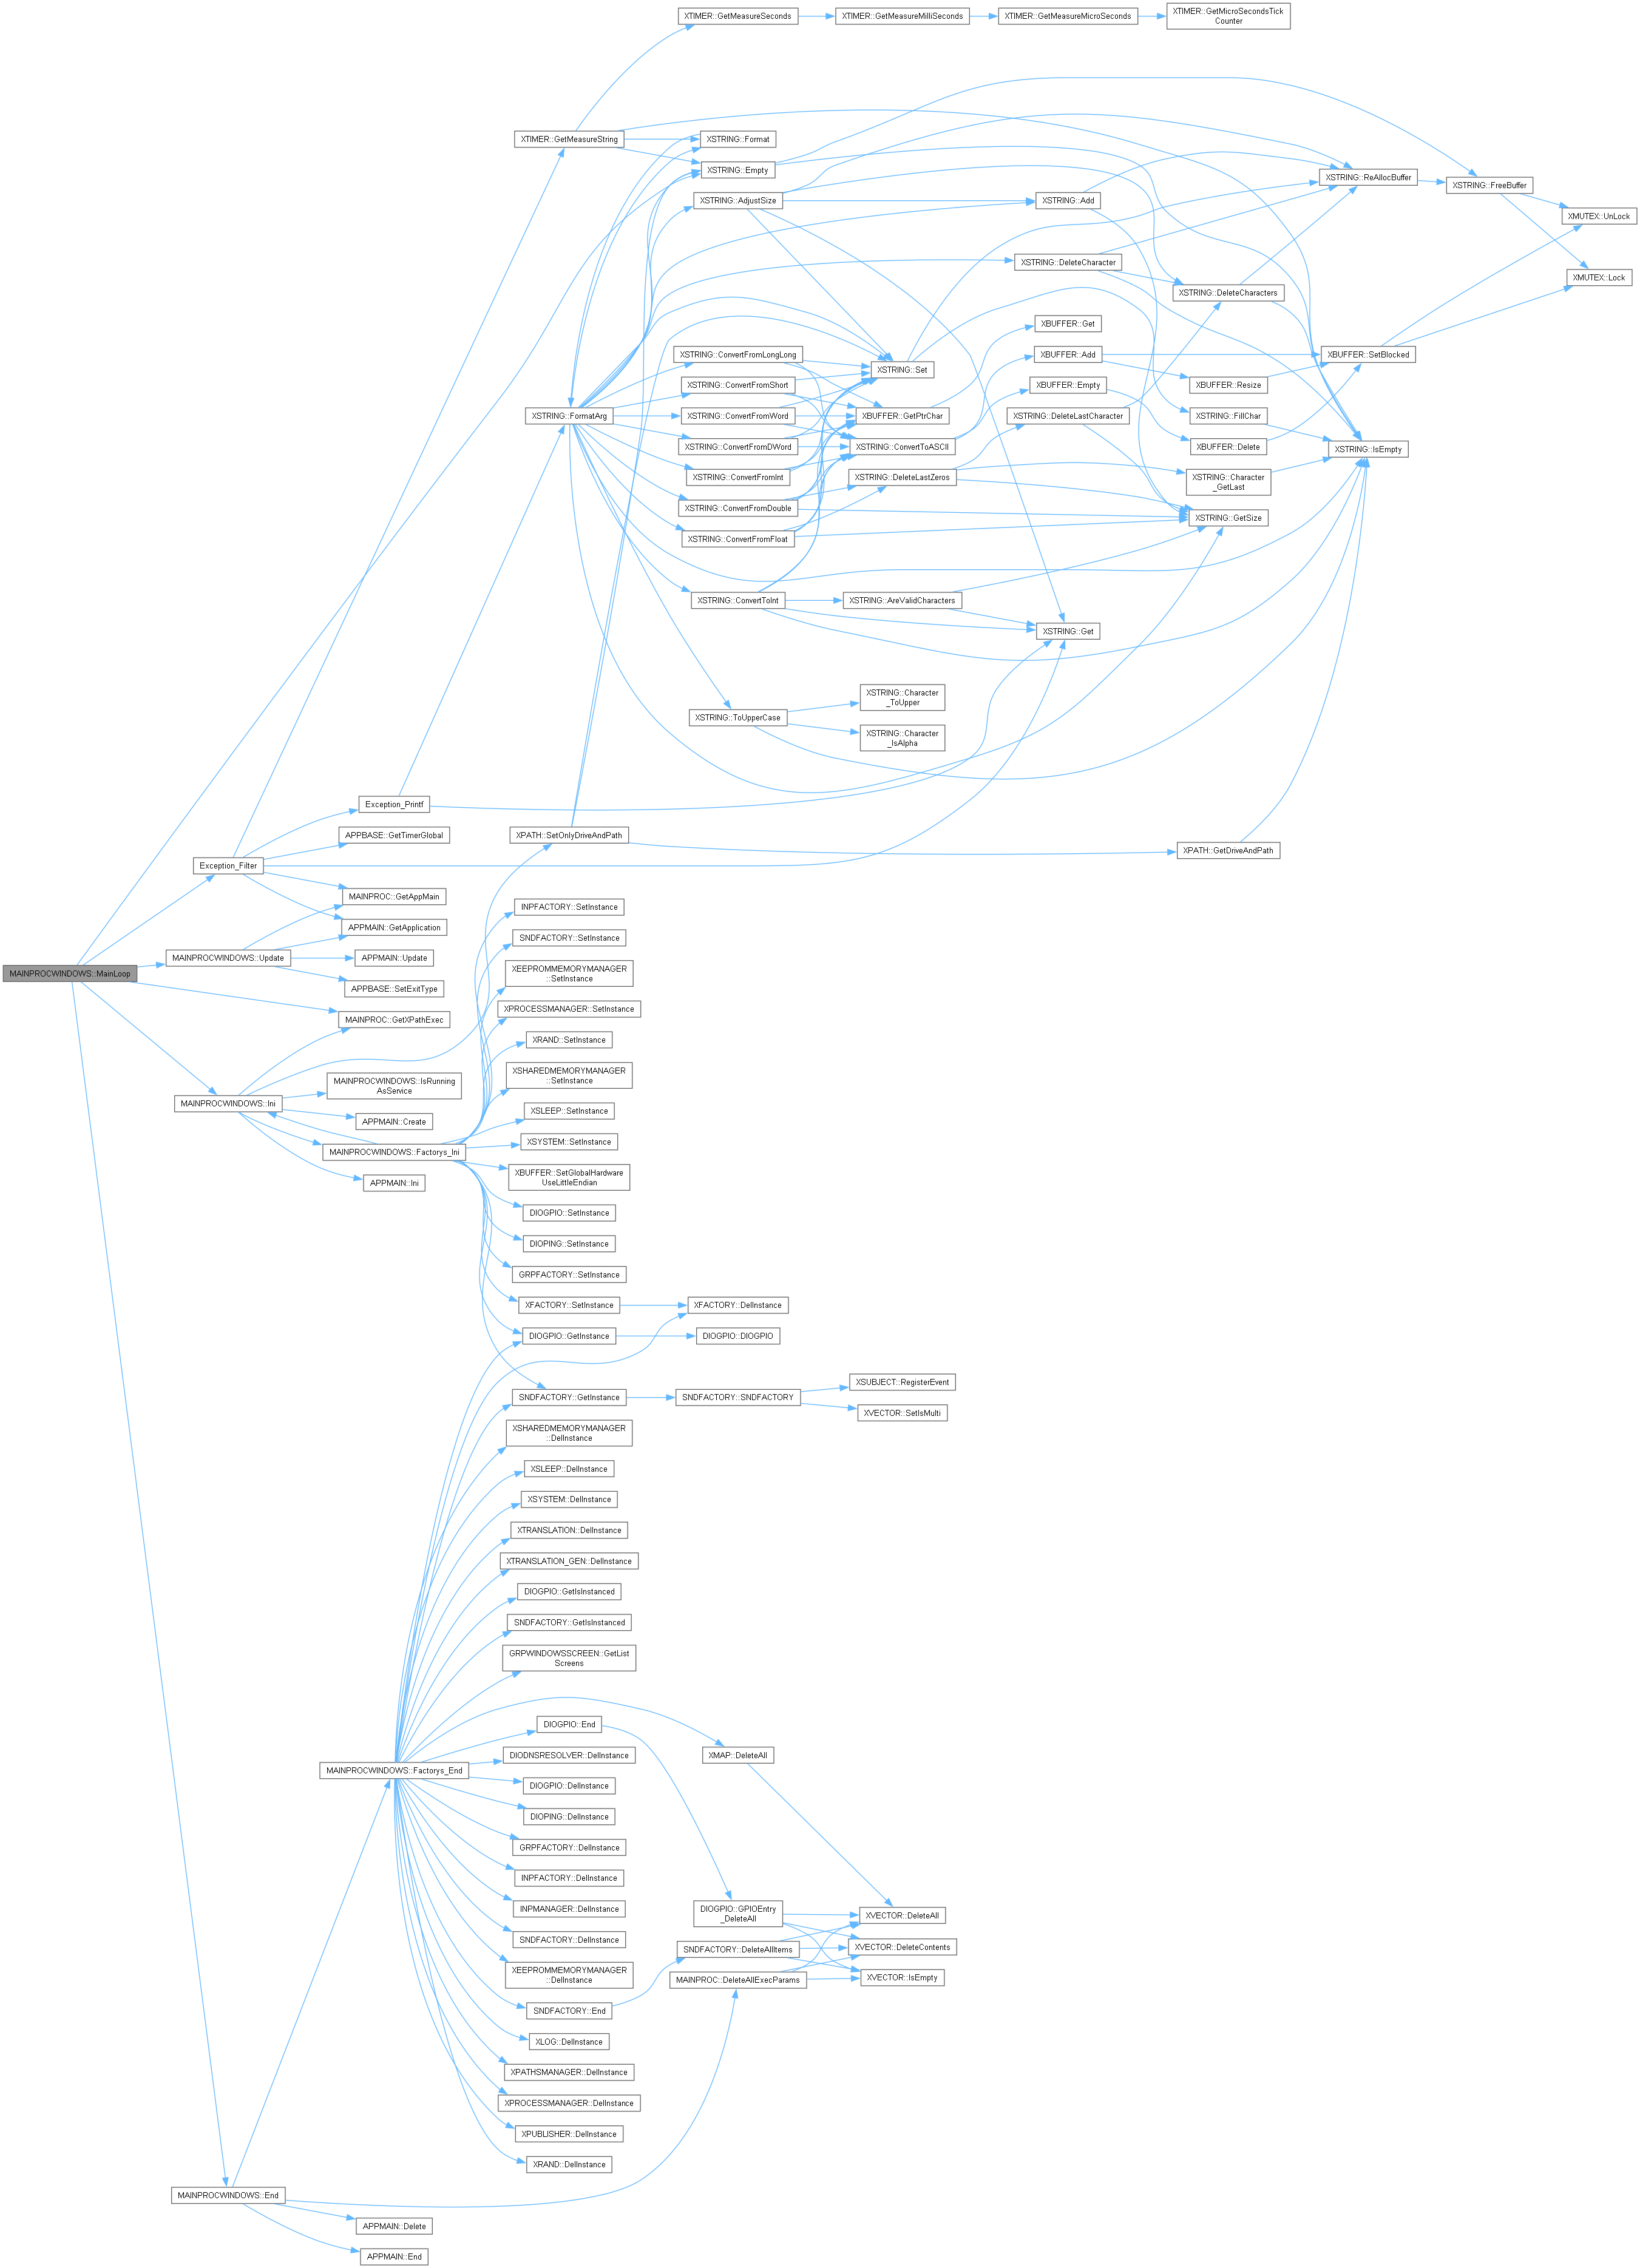 XTIMER::GetMeasureSeconds
XTIMER::GetMeasureMilliSeconds
XTIMER::GetMeasureMicroSeconds
XTIMER::GetMicroSecondsTick
Counter
XTIMER::GetMeasureString
XSTRING::Format
XSTRING::Empty
XSTRING::ReAllocBuffer
XSTRING::FreeBuffer
XSTRING::AdjustSize
XSTRING::Add
XMUTEX::UnLock
XSTRING::DeleteCharacter
XMUTEX::Lock
XSTRING::DeleteCharacters
XBUFFER::Get
XSTRING::ConvertFromLongLong
XBUFFER::Add
XBUFFER::SetBlocked
XSTRING::Set
XSTRING::ConvertFromShort
XBUFFER::Empty
XBUFFER::Resize
XSTRING::FormatArg
XSTRING::ConvertFromWord
XBUFFER::GetPtrChar
XSTRING::DeleteLastCharacter
XSTRING::FillChar
XSTRING::ConvertFromDWord
XSTRING::ConvertToASCII
XBUFFER::Delete
XSTRING::IsEmpty
XSTRING::ConvertFromInt
XSTRING::DeleteLastZeros
XSTRING::Character
_GetLast
XSTRING::ConvertFromDouble
XSTRING::GetSize
XSTRING::ConvertFromFloat
XSTRING::ConvertToInt
XSTRING::AreValidCharacters
XSTRING::Get
XSTRING::Character
_ToUpper
XSTRING::ToUpperCase
XSTRING::Character
_IsAlpha
Exception_Printf
APPBASE::GetTimerGlobal
XPATH::SetOnlyDriveAndPath
XPATH::GetDriveAndPath
Exception_Filter
MAINPROC::GetAppMain
INPFACTORY::SetInstance
APPMAIN::GetApplication
SNDFACTORY::SetInstance
MAINPROCWINDOWS::Update
APPMAIN::Update
MAINPROCWINDOWS::MainLoop
XEEPROMMEMORYMANAGER
::SetInstance
APPBASE::SetExitType
XPROCESSMANAGER::SetInstance
MAINPROC::GetXPathExec
XRAND::SetInstance
MAINPROCWINDOWS::IsRunning
AsService
XSHAREDMEMORYMANAGER
::SetInstance
MAINPROCWINDOWS::Ini
APPMAIN::Create
XSLEEP::SetInstance
MAINPROCWINDOWS::Factorys_Ini
XSYSTEM::SetInstance
APPMAIN::Ini
XBUFFER::SetGlobalHardware
UseLittleEndian
DIOGPIO::SetInstance
DIOPING::SetInstance
GRPFACTORY::SetInstance
XFACTORY::SetInstance
XFACTORY::DelInstance
DIOGPIO::GetInstance
DIOGPIO::DIOGPIO
SNDFACTORY::GetInstance
SNDFACTORY::SNDFACTORY
XSUBJECT::RegisterEvent
XVECTOR::SetIsMulti
XSHAREDMEMORYMANAGER
::DelInstance
XSLEEP::DelInstance
XSYSTEM::DelInstance
XTRANSLATION::DelInstance
XTRANSLATION_GEN::DelInstance
DIOGPIO::GetIsInstanced
SNDFACTORY::GetIsInstanced
GRPWINDOWSSCREEN::GetList
Screens
DIOGPIO::End
MAINPROCWINDOWS::Factorys_End
DIODNSRESOLVER::DelInstance
XMAP::DeleteAll
DIOGPIO::DelInstance
DIOPING::DelInstance
GRPFACTORY::DelInstance
INPFACTORY::DelInstance
INPMANAGER::DelInstance
DIOGPIO::GPIOEntry
_DeleteAll
XVECTOR::DeleteAll
SNDFACTORY::DelInstance
SNDFACTORY::DeleteAllItems
XVECTOR::DeleteContents
XEEPROMMEMORYMANAGER
::DelInstance
MAINPROC::DeleteAllExecParams
XVECTOR::IsEmpty
SNDFACTORY::End
XLOG::DelInstance
XPATHSMANAGER::DelInstance
XPROCESSMANAGER::DelInstance
XPUBLISHER::DelInstance
XRAND::DelInstance
MAINPROCWINDOWS::End
APPMAIN::Delete
APPMAIN::End